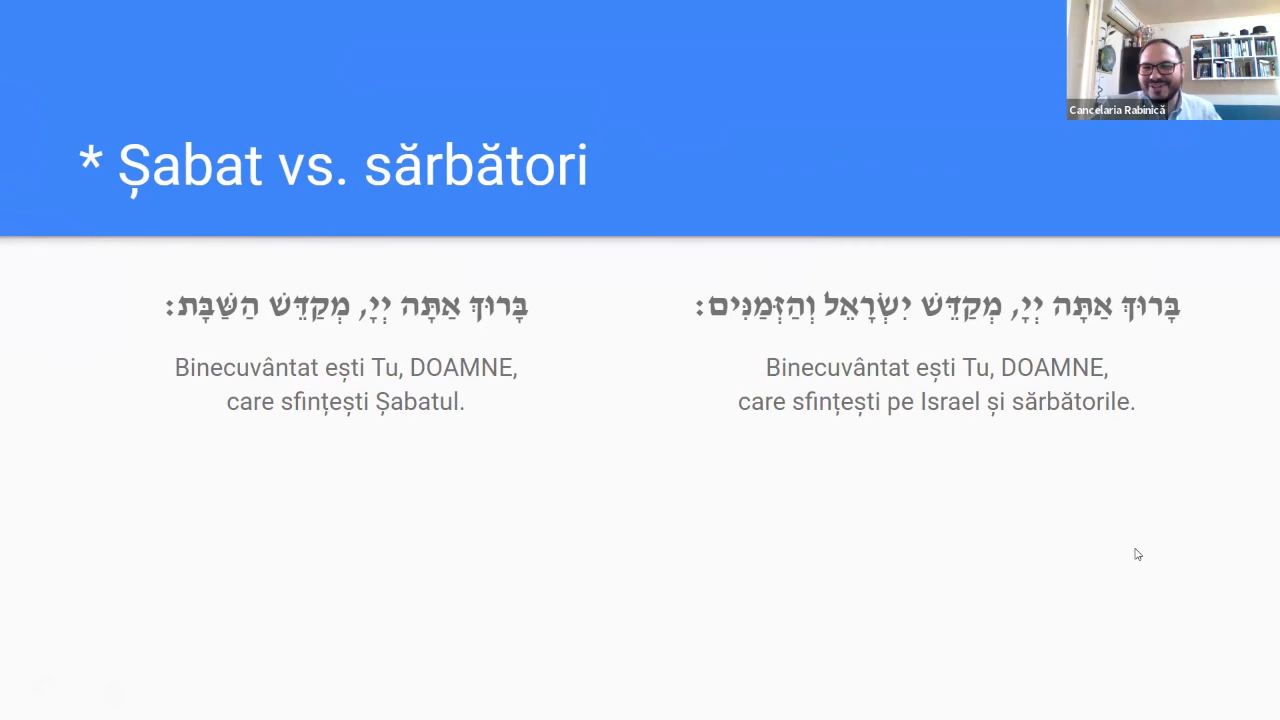 Cancelaria Rabinică
* Șabat vs. sărbători
בָּרוּךְ אַתָּה יְיָ, מְקַדֵּשׁ הַשַּׁבָּת:
Binecuvântat ești Tu, DOAMNE,
care sfințești Șabatul.
בָּרוּךְ אַתָּה יְיָ, מְקַדֵּשׁ יִשְׂרָאֵל וְהַזְּמַנִּים:
Binecuvântat ești Tu, DOAMNE,
care sfințești pe Israel și sărbătorile.